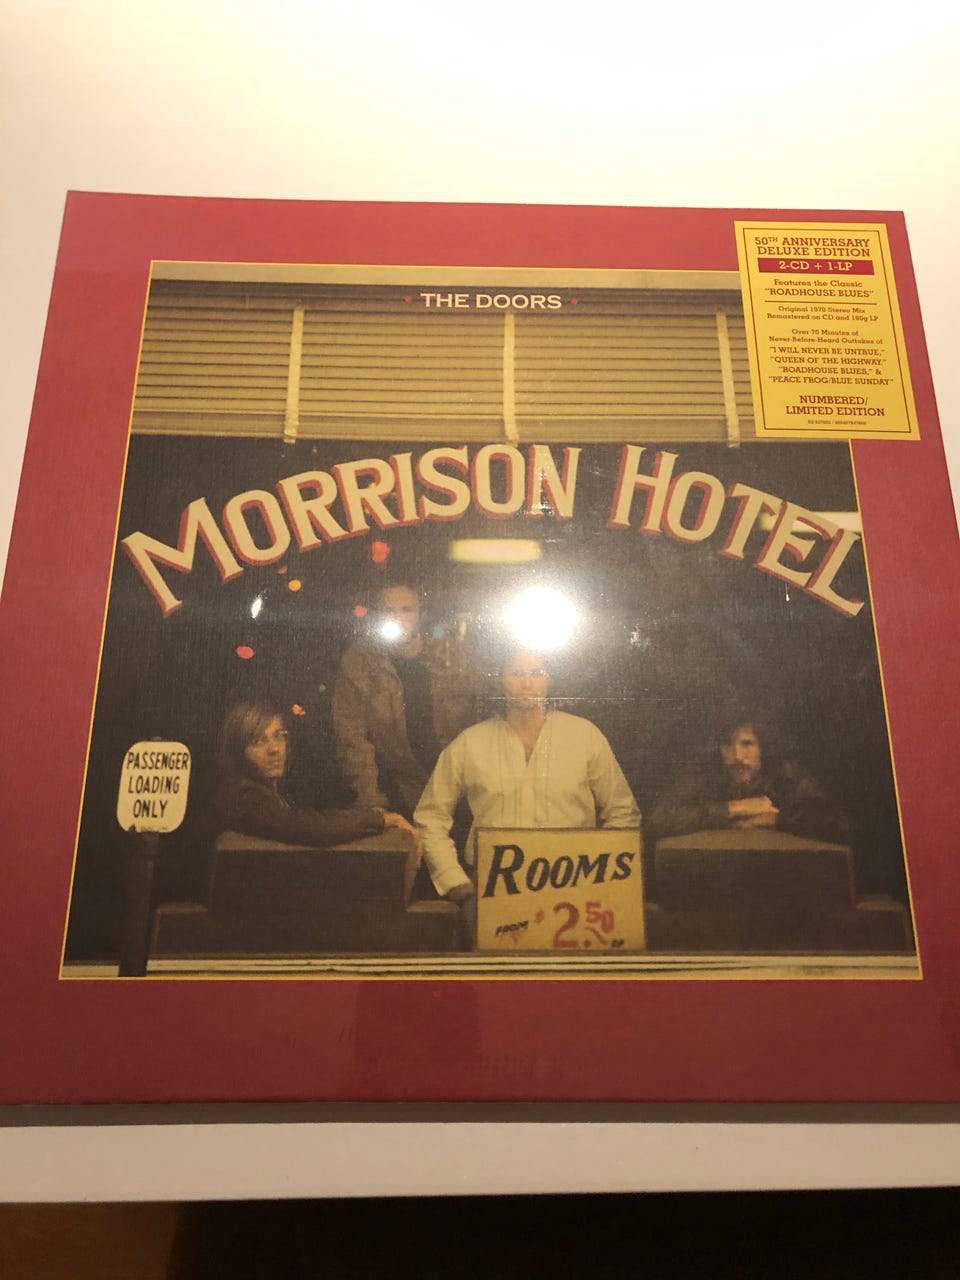 THE DOORS
50TH ANNIVERSARY
DELUXE EDITION
2-CD + 1-LP
Features the Classic
"ROADHOUSE BLUES"
Original 1970 Stereo Mix
Remastered on CD and 180g LP
Over 70 Minutes of
Never-Before-Heard Outtakes of
"I WILL NEVER BE UNTRUE,"
"QUEEN OF THE HIGHWAY,"
"ROADHOUSE BLUES," &
"PEACE FROG/BLUE SUNDAY"
NUMBERED/
LIMITED EDITION
MORRISON HOTEL
PASSENGER
LOADING
ONLY
ROOMS
FROM $2.50 UP